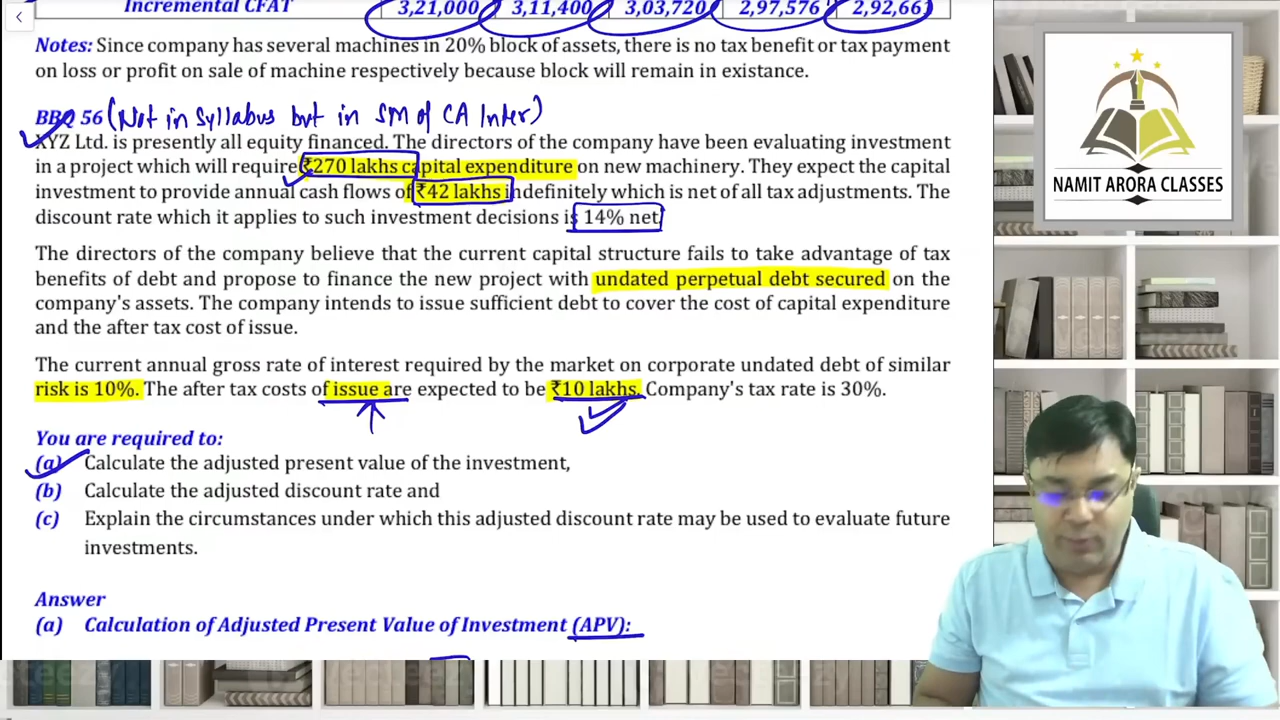 Incremental CFAT 3,21,000 3,11,400 3,03,720 2,97,576 2,92,661
Notes: Since company has several machines in 20% block of assets, there is no tax benefit or tax payment
on loss or profit on sale of machine respectively because block will remain in existance.
BBQ 56 (Not in Syllabus but in SM of CA Inter)
XYZ Ltd. is presently all equity financed. The directors of the company have been evaluating investment
in a project which will require ₹270 lakhs capital expenditure on new machinery. They expect the capital
investment to provide annual cash flows of ₹42 lakhs indefinitely which is net of all tax adjustments. The
discount rate which it applies to such investment decisions is 14% net.
The directors of the company believe that the current capital structure fails to take advantage of tax
benefits of debt and propose to finance the new project with undated perpetual debt secured on the
company's assets. The company intends to issue sufficient debt to cover the cost of capital expenditure
and the after tax cost of issue.
The current annual gross rate of interest required by the market on corporate undated debt of similar
risk is 10%. The after tax costs of issue are expected to be ₹10 lakhs. Company's tax rate is 30%.
You are required to:
(a) Calculate the adjusted present value of the investment,
(b) Calculate the adjusted discount rate and
(c) Explain the circumstances under which this adjusted discount rate may be used to evaluate future
investments.
Answer
(a) Calculation of Adjusted Present Value of Investment (APV):
NAMIT ARORA CLASSES